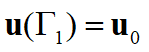 u(Γ₁) = u₀